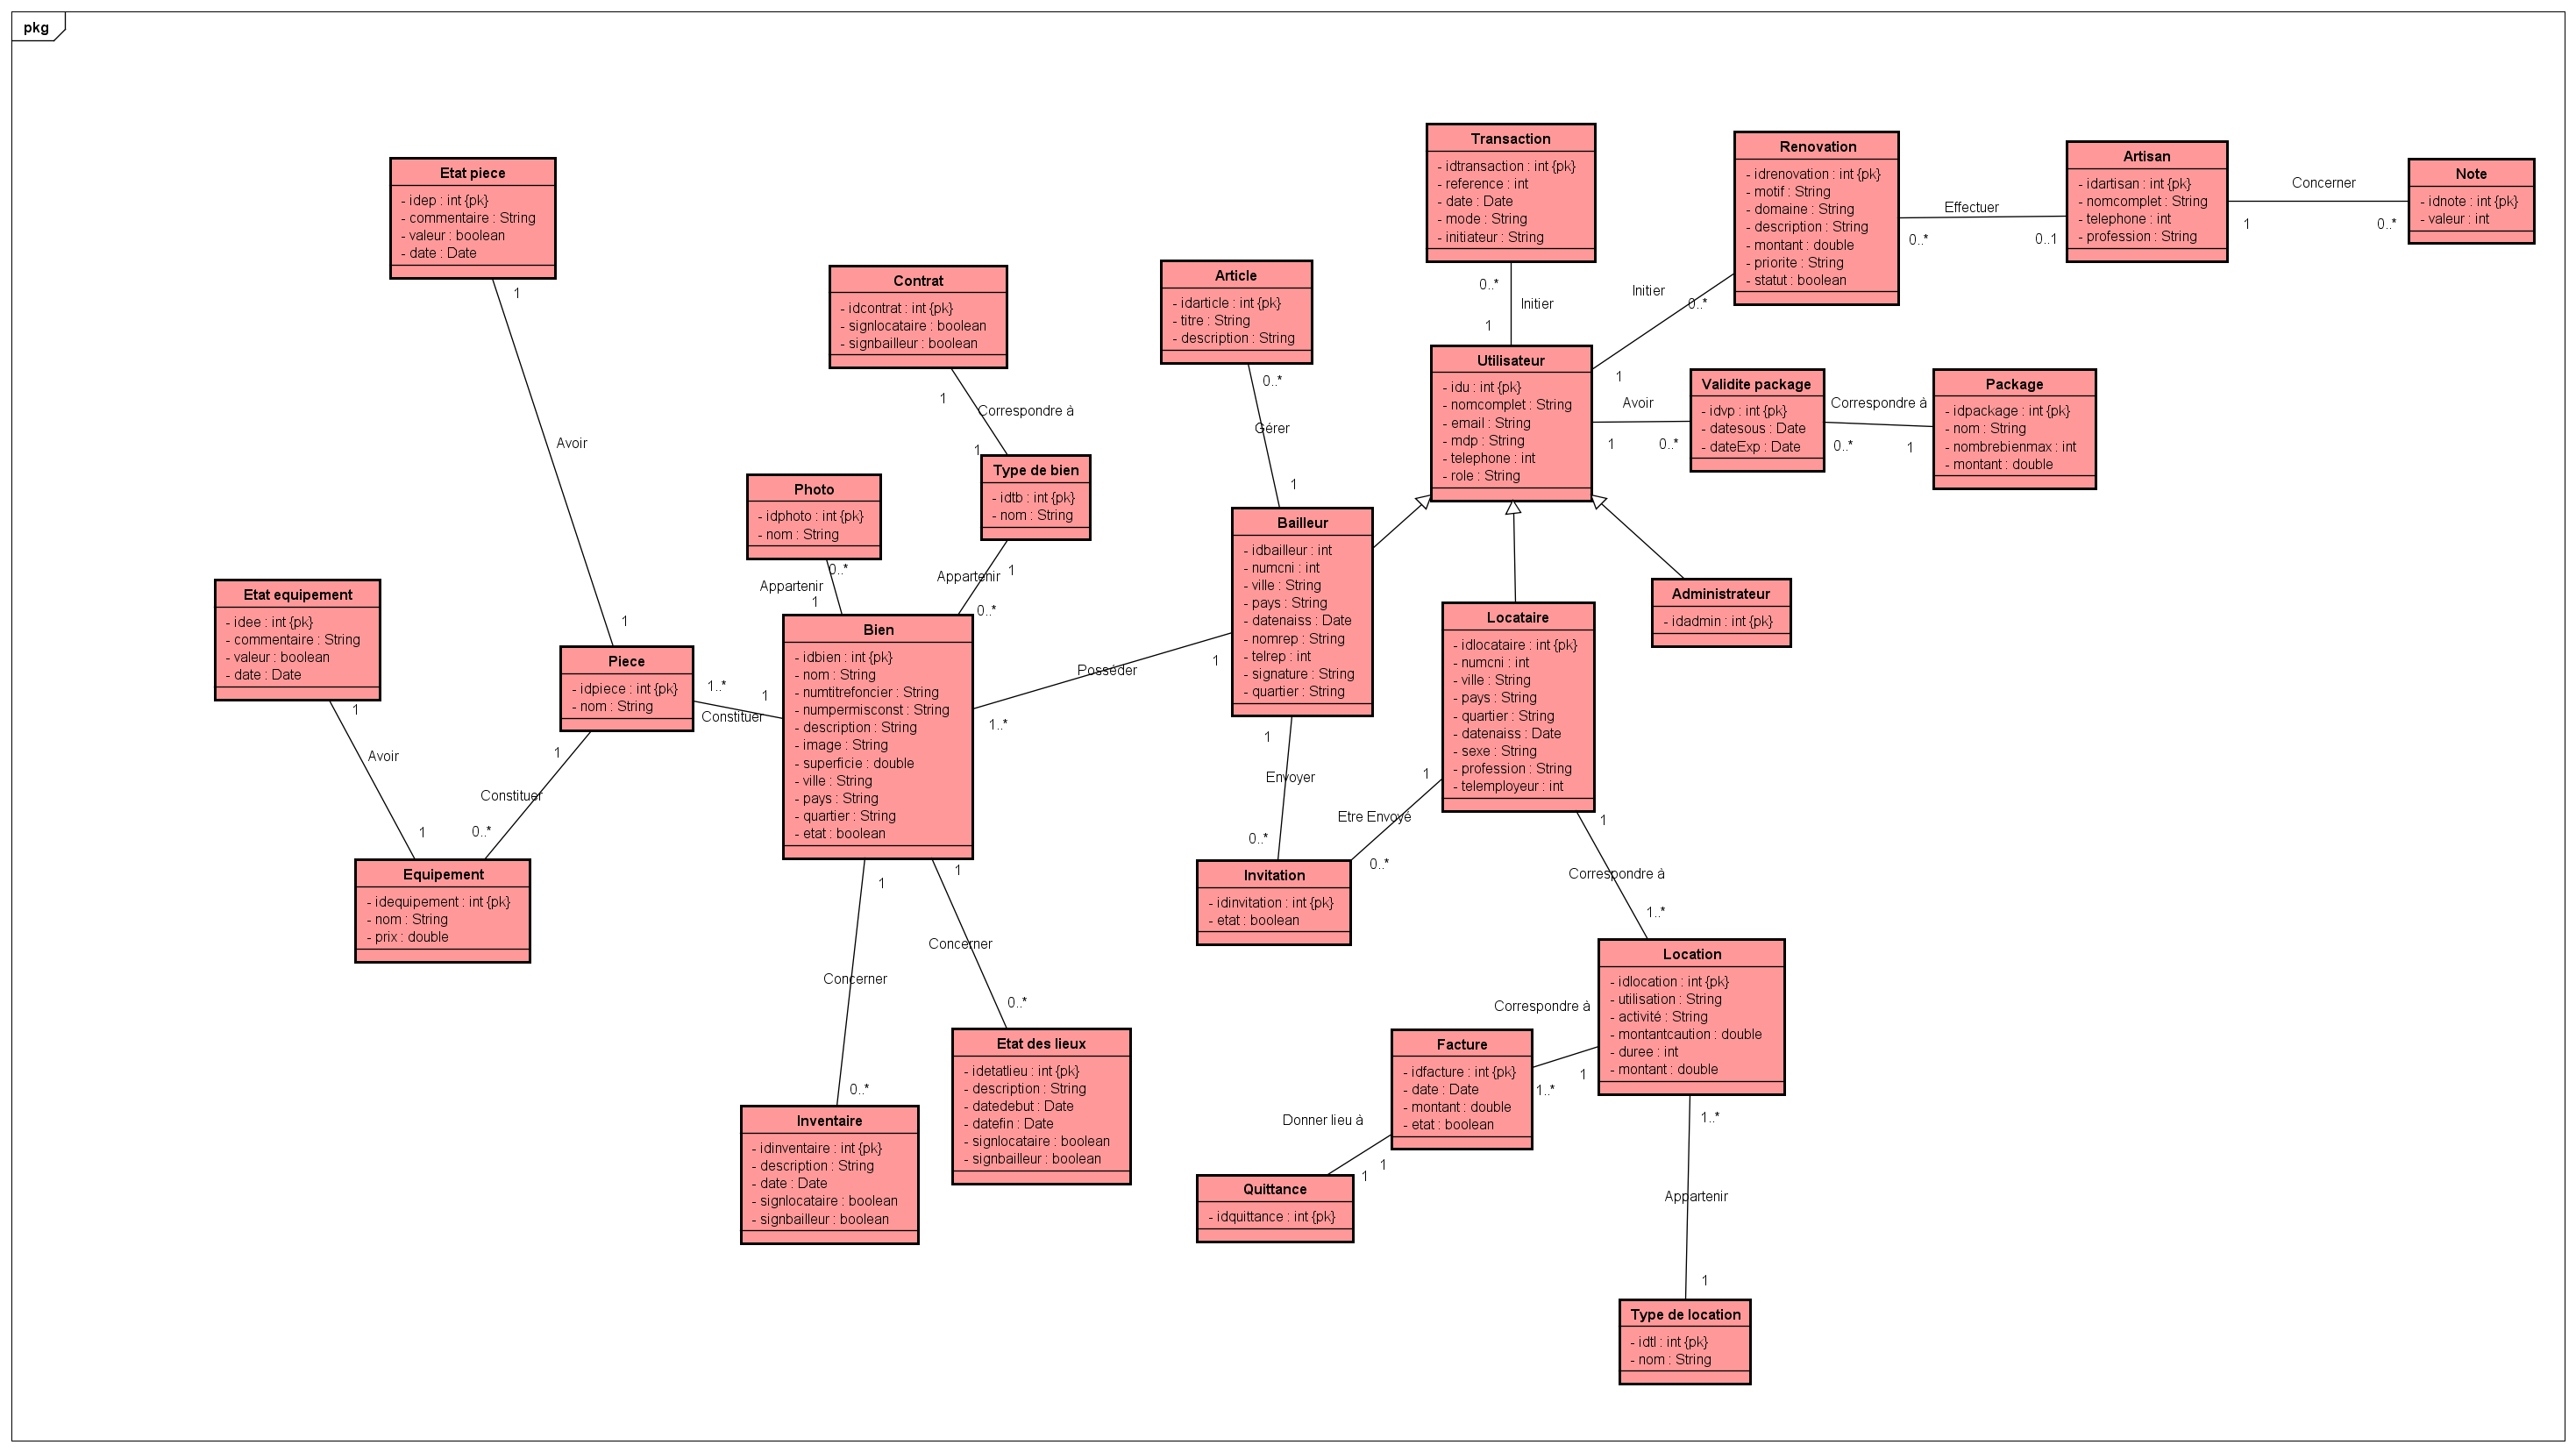 pkg
Transaction
- idtransaction : int {pk}
- reference : int
- date : Date
- mode : String
- initiateur : String
0..*
Initier
1
Renovation
- idrenovation : int {pk}
- motif : String
- domaine : String
- description : String
- montant : double
- priorite : String
- statut : boolean
Effectuer
0..*
0..1
Artisan
- idartisan : int {pk}
- nomcomplet : String
- telephone : int
- profession : String
Concerner
1
0..*
Note
- idnote : int {pk}
- valeur : int
Initier
0..*
1
Etat piece
- idep : int {pk}
- commentaire : String
- valeur : boolean
- date : Date
1
Avoir
1
Contrat
- idcontrat : int {pk}
- signlocataire : boolean
- signbailleur : boolean
1
Correspondre à
1
Article
- idarticle : int {pk}
- titre : String
- description : String
0..*
Gérer
1
Utilisateur
- idu : int {pk}
- nomcomplet : String
- email : String
- mdp : String
- telephone : int
- role : String
Avoir
1
0..*
Validite package
- idvp : int {pk}
- datesous : Date
- dateExp : Date
Correspondre à
0..*
1
Package
- idpackage : int {pk}
- nom : String
- nombrebienmax : int
- montant : double
Type de bien
- idtb : int {pk}
- nom : String
Appartenir
1
0..*
Photo
- idphoto : int {pk}
- nom : String
0..*
Appartenir
1
Bailleur
- idbailleur : int
- numcni : int
- ville : String
- pays : String
- datenaiss : Date
- nomrep : String
- telrep : int
- signature : String
- quartier : String
Administrateur
- idadmin : int {pk}
Etat equipement
- idee : int {pk}
- commentaire : String
- valeur : boolean
- date : Date
1
Avoir
1
Piece
- idpiece : int {pk}
- nom : String
1..*
1
Constituer
1
Constituer
0..*
Bien
- idbien : int {pk}
- nom : String
- numtitrefoncier : String
- numpermisconst : String
- description : String
- image : String
- superficie : double
- ville : String
- pays : String
- quartier : String
- etat : boolean
Posséder
1
1..*
Locataire
- idlocataire : int {pk}
- numcni : int
- ville : String
- pays : String
- quartier : String
- datenaiss : Date
- sexe : String
- profession : String
- telemployeur : int
1
Envoyer
0..*
1
Etre Envoyé
0..*
1
Correspondre à
1..*
Equipement
- idequipement : int {pk}
- nom : String
- prix : double
Invitation
- idinvitation : int {pk}
- etat : boolean
1
Concerner
0..*
1
Concerner
0..*
Location
- idlocation : int {pk}
- utilisation : String
- activité : String
- montantcaution : double
- duree : int
- montant : double
Correspondre à
1
1..*
Facture
- idfacture : int {pk}
- date : Date
- montant : double
- etat : boolean
Etat des lieux
- idetatlieu : int {pk}
- description : String
- datedebut : Date
- datefin : Date
- signlocataire : boolean
- signbailleur : boolean
Inventaire
- idinventaire : int {pk}
- description : String
- date : Date
- signlocataire : boolean
- signbailleur : boolean
Donner lieu à
1
1
Quittance
- idquittance : int {pk}
1..*
Appartenir
1
Type de location
- idtl : int {pk}
- nom : String